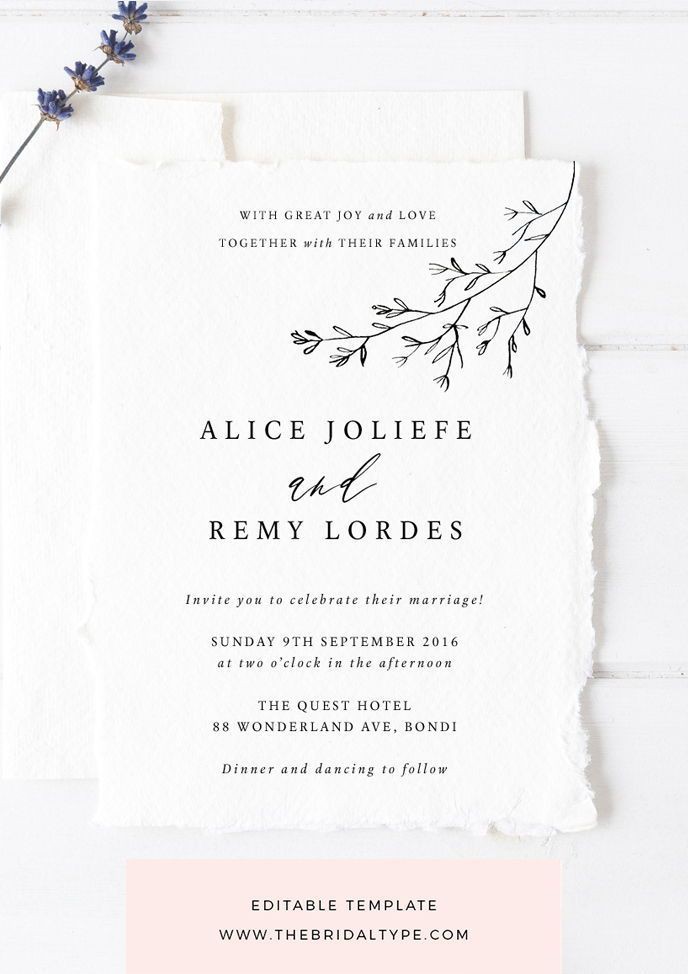 WITH GREAT JOY and LOVE
TOGETHER with THEIR FAMILIES
ALICE JOLIEFE
and
REMY LORDES
Invite you to celebrate their marriage!
SUNDAY 9TH SEPTEMBER 2016
at two o'clock in the afternoon
THE QUEST HOTEL
88 WONDERLAND AVE, BONDI
Dinner and dancing to follow
EDITABLE TEMPLATE
WWW.THEBRIDALTYPE.COM